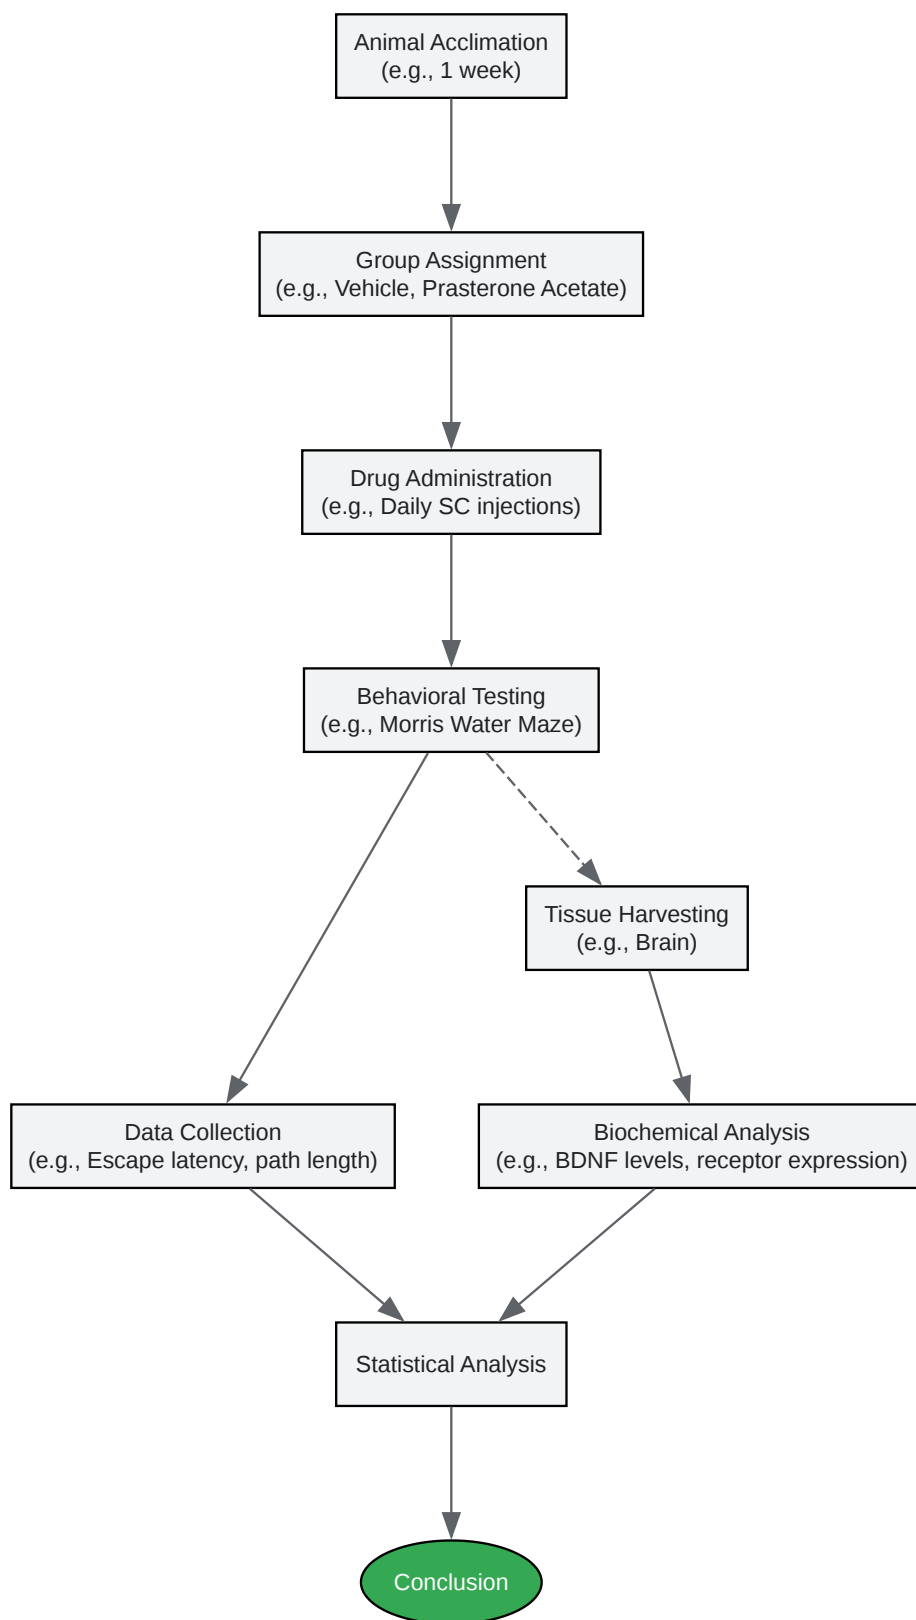 Animal Acclimation
(e.g., 1 week)
Group Assignment
(e.g., Vehicle, Prasterone Acetate)
Drug Administration
(e.g., Daily SC injections)
Behavioral Testing
(e.g., Morris Water Maze)
Tissue Harvesting
(e.g., Brain)
Data Collection
(e.g., Escape latency, path length)
Biochemical Analysis
(e.g., BDNF levels, receptor expression)
Statistical Analysis
Conclusion